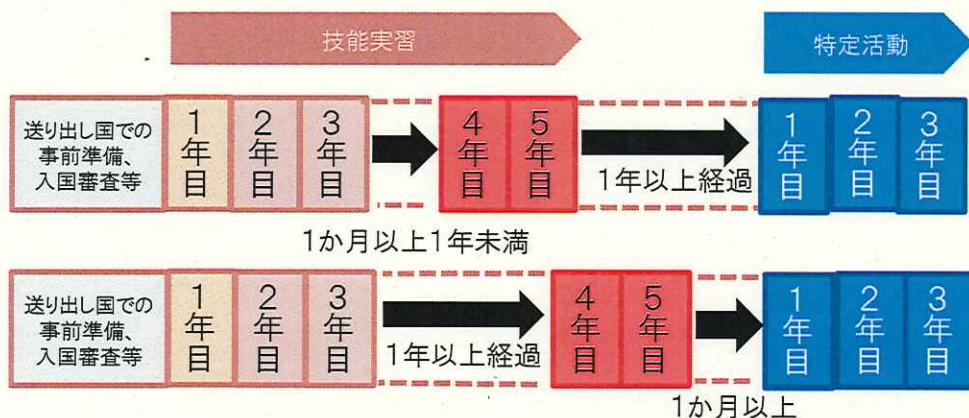 技能実習
特定活動
送り出し国での
事前準備、
入国審査等
1年目
2年目
3年目
4年目
5年目
1年以上経過
1年目
2年目
3年目
1か月以上1年未満
送り出し国での
事前準備、
入国審査等
1年目
2年目
3年目
1年以上経過
4年目
5年目
1か月以上
1年目
2年目
3年目